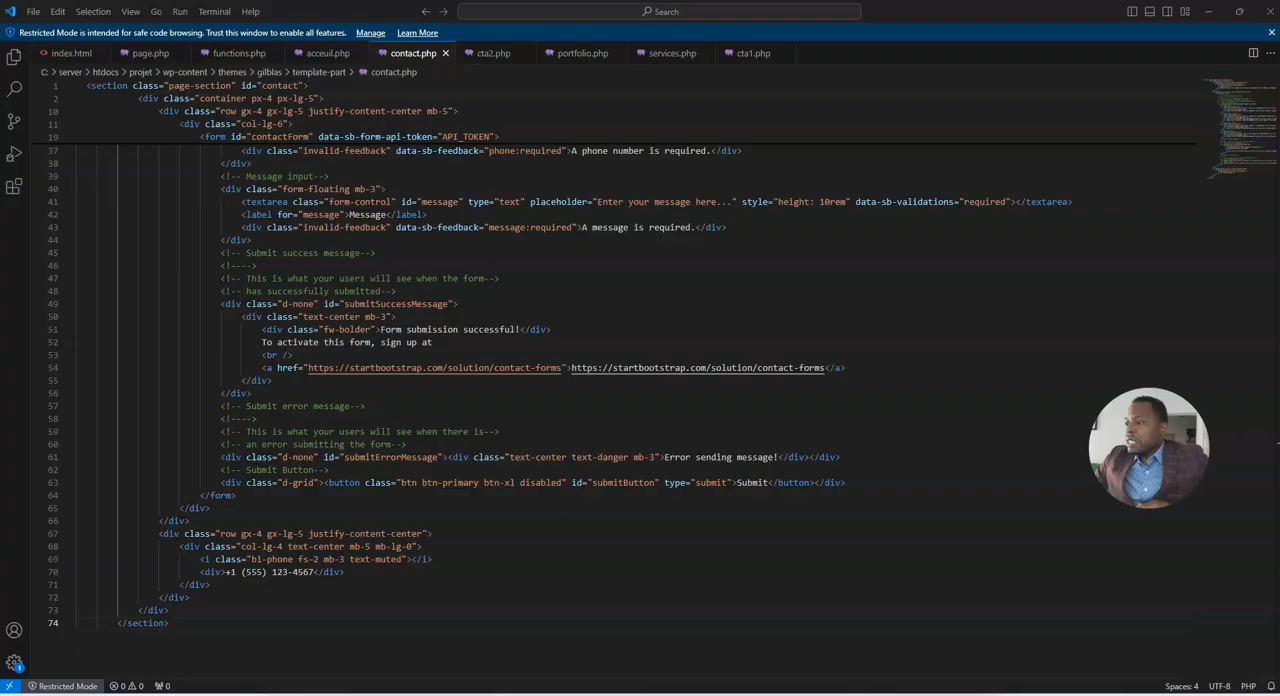 File Edit Selection View Go Run Terminal Help
Search
Restricted Mode is intended for safe code browsing. Trust this window to enable all features. Manage Learn More
index.html page.php functions.php acceuil.php contact.php cta2.php portfolio.php services.php cta1.php
C: > server > htdocs > projet > wp-content > themes > gilblas > template-part > contact.php
1 <section class="page-section" id="contact">
2 <div class="container px-4 px-lg-5">
10 <div class="row gx-4 gx-lg-5 justify-content-center mb-5">
11 <div class="col-lg-6">
19 <form id="contactForm" data-sb-form-api-token="API_TOKEN">
37 <div class="invalid-feedback" data-sb-feedback="phone:required">A phone number is required.</div>
38 </div>
39 <!-- Message input-->
40 <div class="form-floating mb-3">
41 <textarea class="form-control" id="message" type="text" placeholder="Enter your message here..." style="height: 10rem" data-sb-validations="required"></textarea>
42 <label for="message">Message</label>
43 <div class="invalid-feedback" data-sb-feedback="message:required">A message is required.</div>
44 </div>
45 <!-- Submit success message-->
46 <!---->
47 <!-- This is what your users will see when the form-->
48 <!-- has successfully submitted-->
49 <div class="d-none" id="submitSuccessMessage">
50 <div class="text-center mb-3">
51 <div class="fw-bolder">Form submission successful!</div>
52 To activate this form, sign up at
53 <br />
54 <a href="https://startbootstrap.com/solution/contact-forms">https://startbootstrap.com/solution/contact-forms</a>
55 </div>
56 </div>
57 <!-- Submit error message-->
58 <!---->
59 <!-- This is what your users will see when there is-->
60 <!-- an error submitting the form-->
61 <div class="d-none" id="submitErrorMessage"><div class="text-center text-danger mb-3">Error sending message!</div></div>
62 <!-- Submit Button-->
63 <div class="d-grid"><button class="btn btn-primary btn-xl disabled" id="submitButton" type="submit">Submit</button></div>
64 </form>
65 </div>
66 </div>
67 <div class="row gx-4 gx-lg-5 justify-content-center">
68 <div class="col-lg-4 text-center mb-5 mb-lg-0">
69 <i class="bi-phone fs-2 mb-3 text-muted"></i>
70 <div>+1 (555) 123-4567</div>
71 </div>
72 </div>
73 </div>
74 </section>
1
Restricted Mode 0 0 0 Spaces: 4 UTF-8 PHP